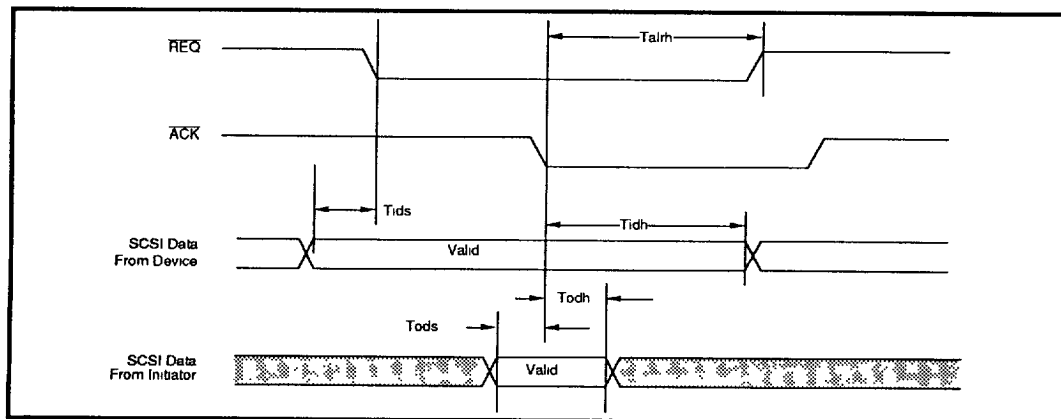 REQ
Talrh
ACK
Tids
Tidh
SCSI Data
From Device
Valid
Todh
Tods
SCSI Data
From Initiator
Valid